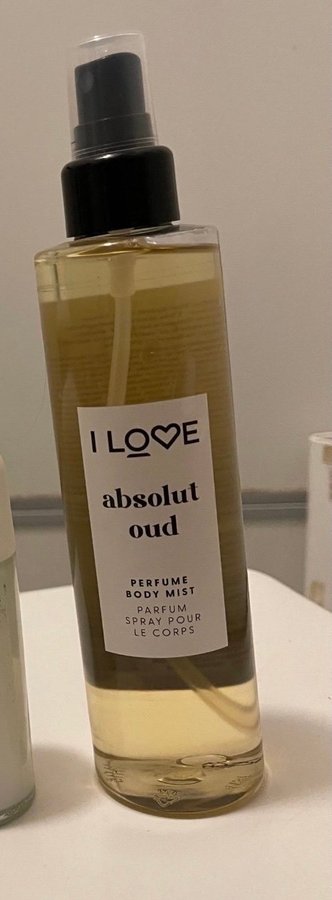 I LOVE
absolut
oud
PERFUME
BODY MIST
PARFUM
SPRAY POUR
LE CORPS